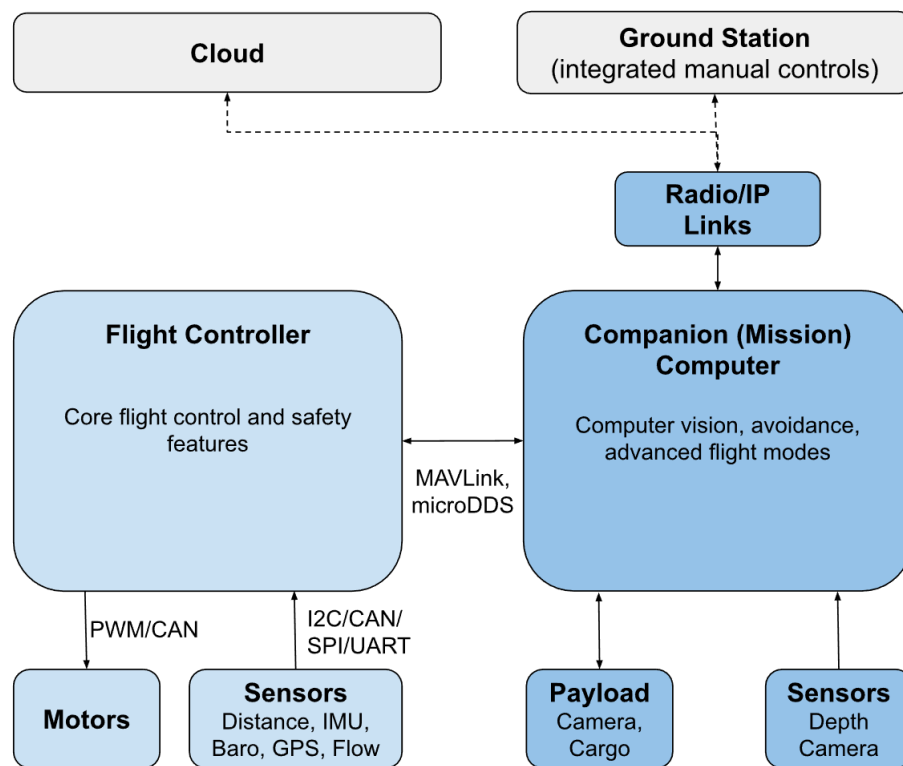 Cloud
Ground Station
(integrated manual controls)
Radio/IP
Links
Flight Controller
Core flight control and safety
features
Companion (Mission)
Computer
Computer vision, avoidance,
advanced flight modes
MAVLink,
microDDS
PWM/CAN
I2C/CAN/
SPI/UART
Motors
Sensors
Distance, IMU,
Baro, GPS, Flow
Payload
Camera,
Cargo
Sensors
Depth
Camera